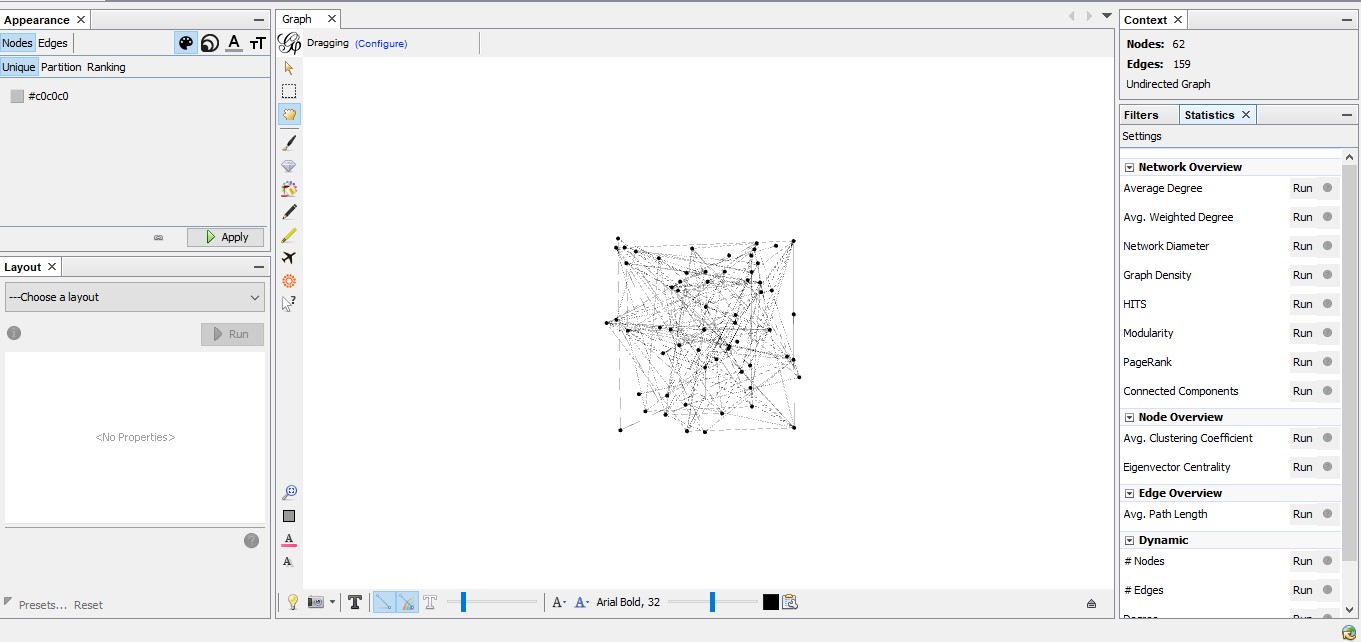 Appearance
Nodes Edges
Unique Partition Ranking
#c0c0c0
Apply
Layout
---Choose a layout
Run
<No Properties>
Presets... Reset
Graph
Dragging (Configure)
Arial Bold, 32
Context
Nodes: 62
Edges: 159
Undirected Graph
Filters Statistics
Settings
Network Overview
Average Degree Run
Avg. Weighted Degree Run
Network Diameter Run
Graph Density Run
HITS Run
Modularity Run
PageRank Run
Connected Components Run
Node Overview
Avg. Clustering Coefficient Run
Eigenvector Centrality Run
Edge Overview
Avg. Path Length Run
Dynamic
# Nodes Run
# Edges Run